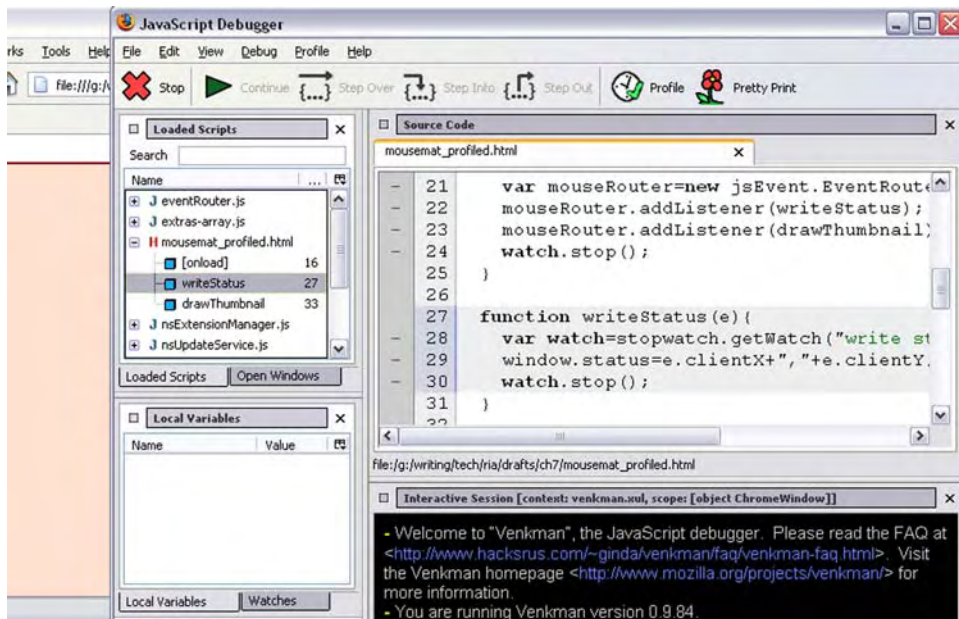 JavaScript Debugger
rks Tools Help
File Edit View Debug Profile Help
file:///g:/
Stop Continue Step Over Step Into Step Out Profile Pretty Print
Loaded Scripts
Search
Name ...
eventRouter.js
extras-array.js
mousemat_profiled.html
[onload] 16
writeStatus 27
drawThumbnail 33
nsExtensionManager.js
nsUpdateService.js
Loaded Scripts Open Windows
Local Variables
Name Value
Local Variables Watches
Source Code
mousemat_profiled.html
21 var mouseRouter=new jsEvent.EventRoute
22 mouseRouter.addListener(writeStatus);
23 mouseRouter.addListener(drawThumbnail)
24 watch.stop();
25 }
26
27 function writeStatus(e){
28 var watch=stopwatch.getWatch("write st
29 window.status=e.clientX+","+e.clientY
30 watch.stop();
31 }
32
file:/g:/writing/tech/ria/drafts/ch7/mousemat_profiled.html
Interactive Session [context: venkman.xul, scope: [object ChromeWindow]]
- Welcome to "Venkman", the JavaScript debugger. Please read the FAQ at
<http://www.hacksrus.com/~ginda/venkman/faq/venkman-faq.html>. Visit
the Venkman homepage <http://www.mozilla.org/projects/venkman/> for
more information.
- You are running Venkman version 0.9.84.